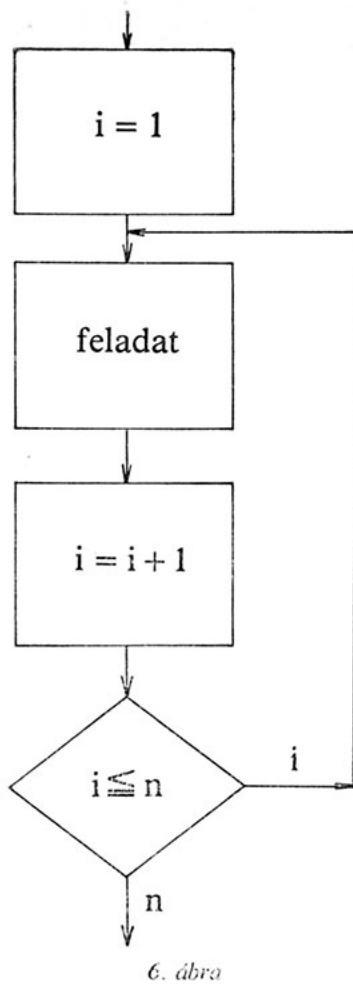 i = 1
feladat
i = i + 1
i ≦ n
i
n
6. ábra